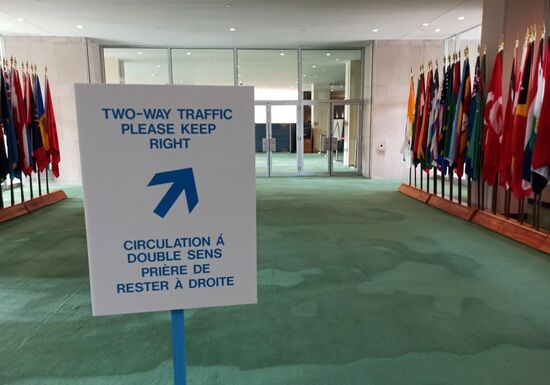 TWO-WAY TRAFFIC
PLEASE KEEP
RIGHT
CIRCULATION Á
DOUBLE SENS
PRIÈRE DE
RESTER À DROITE